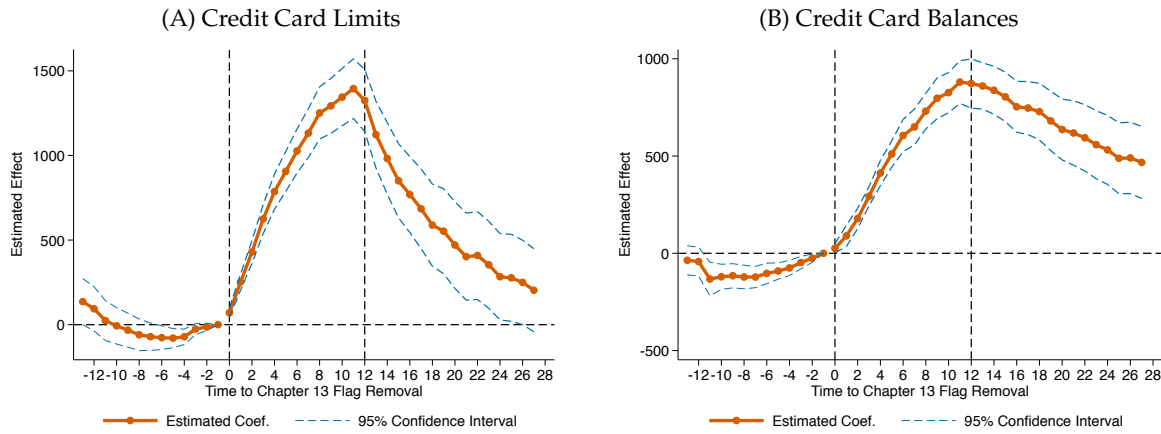 (A) Credit Card Limits
Estimated Effect
1500
1000
500
0
-12 -10 -8 -6 -4 -2 0 2 4 6 8 10 12 14 16 18 20 22 24 26 28
Time to Chapter 13 Flag Removal
Estimated Coef. 95% Confidence Interval
(B) Credit Card Balances
Estimated Effect
1000
500
0
-500
-12 -10 -8 -6 -4 -2 0 2 4 6 8 10 12 14 16 18 20 22 24 26 28
Time to Chapter 13 Flag Removal
Estimated Coef. 95% Confidence Interval